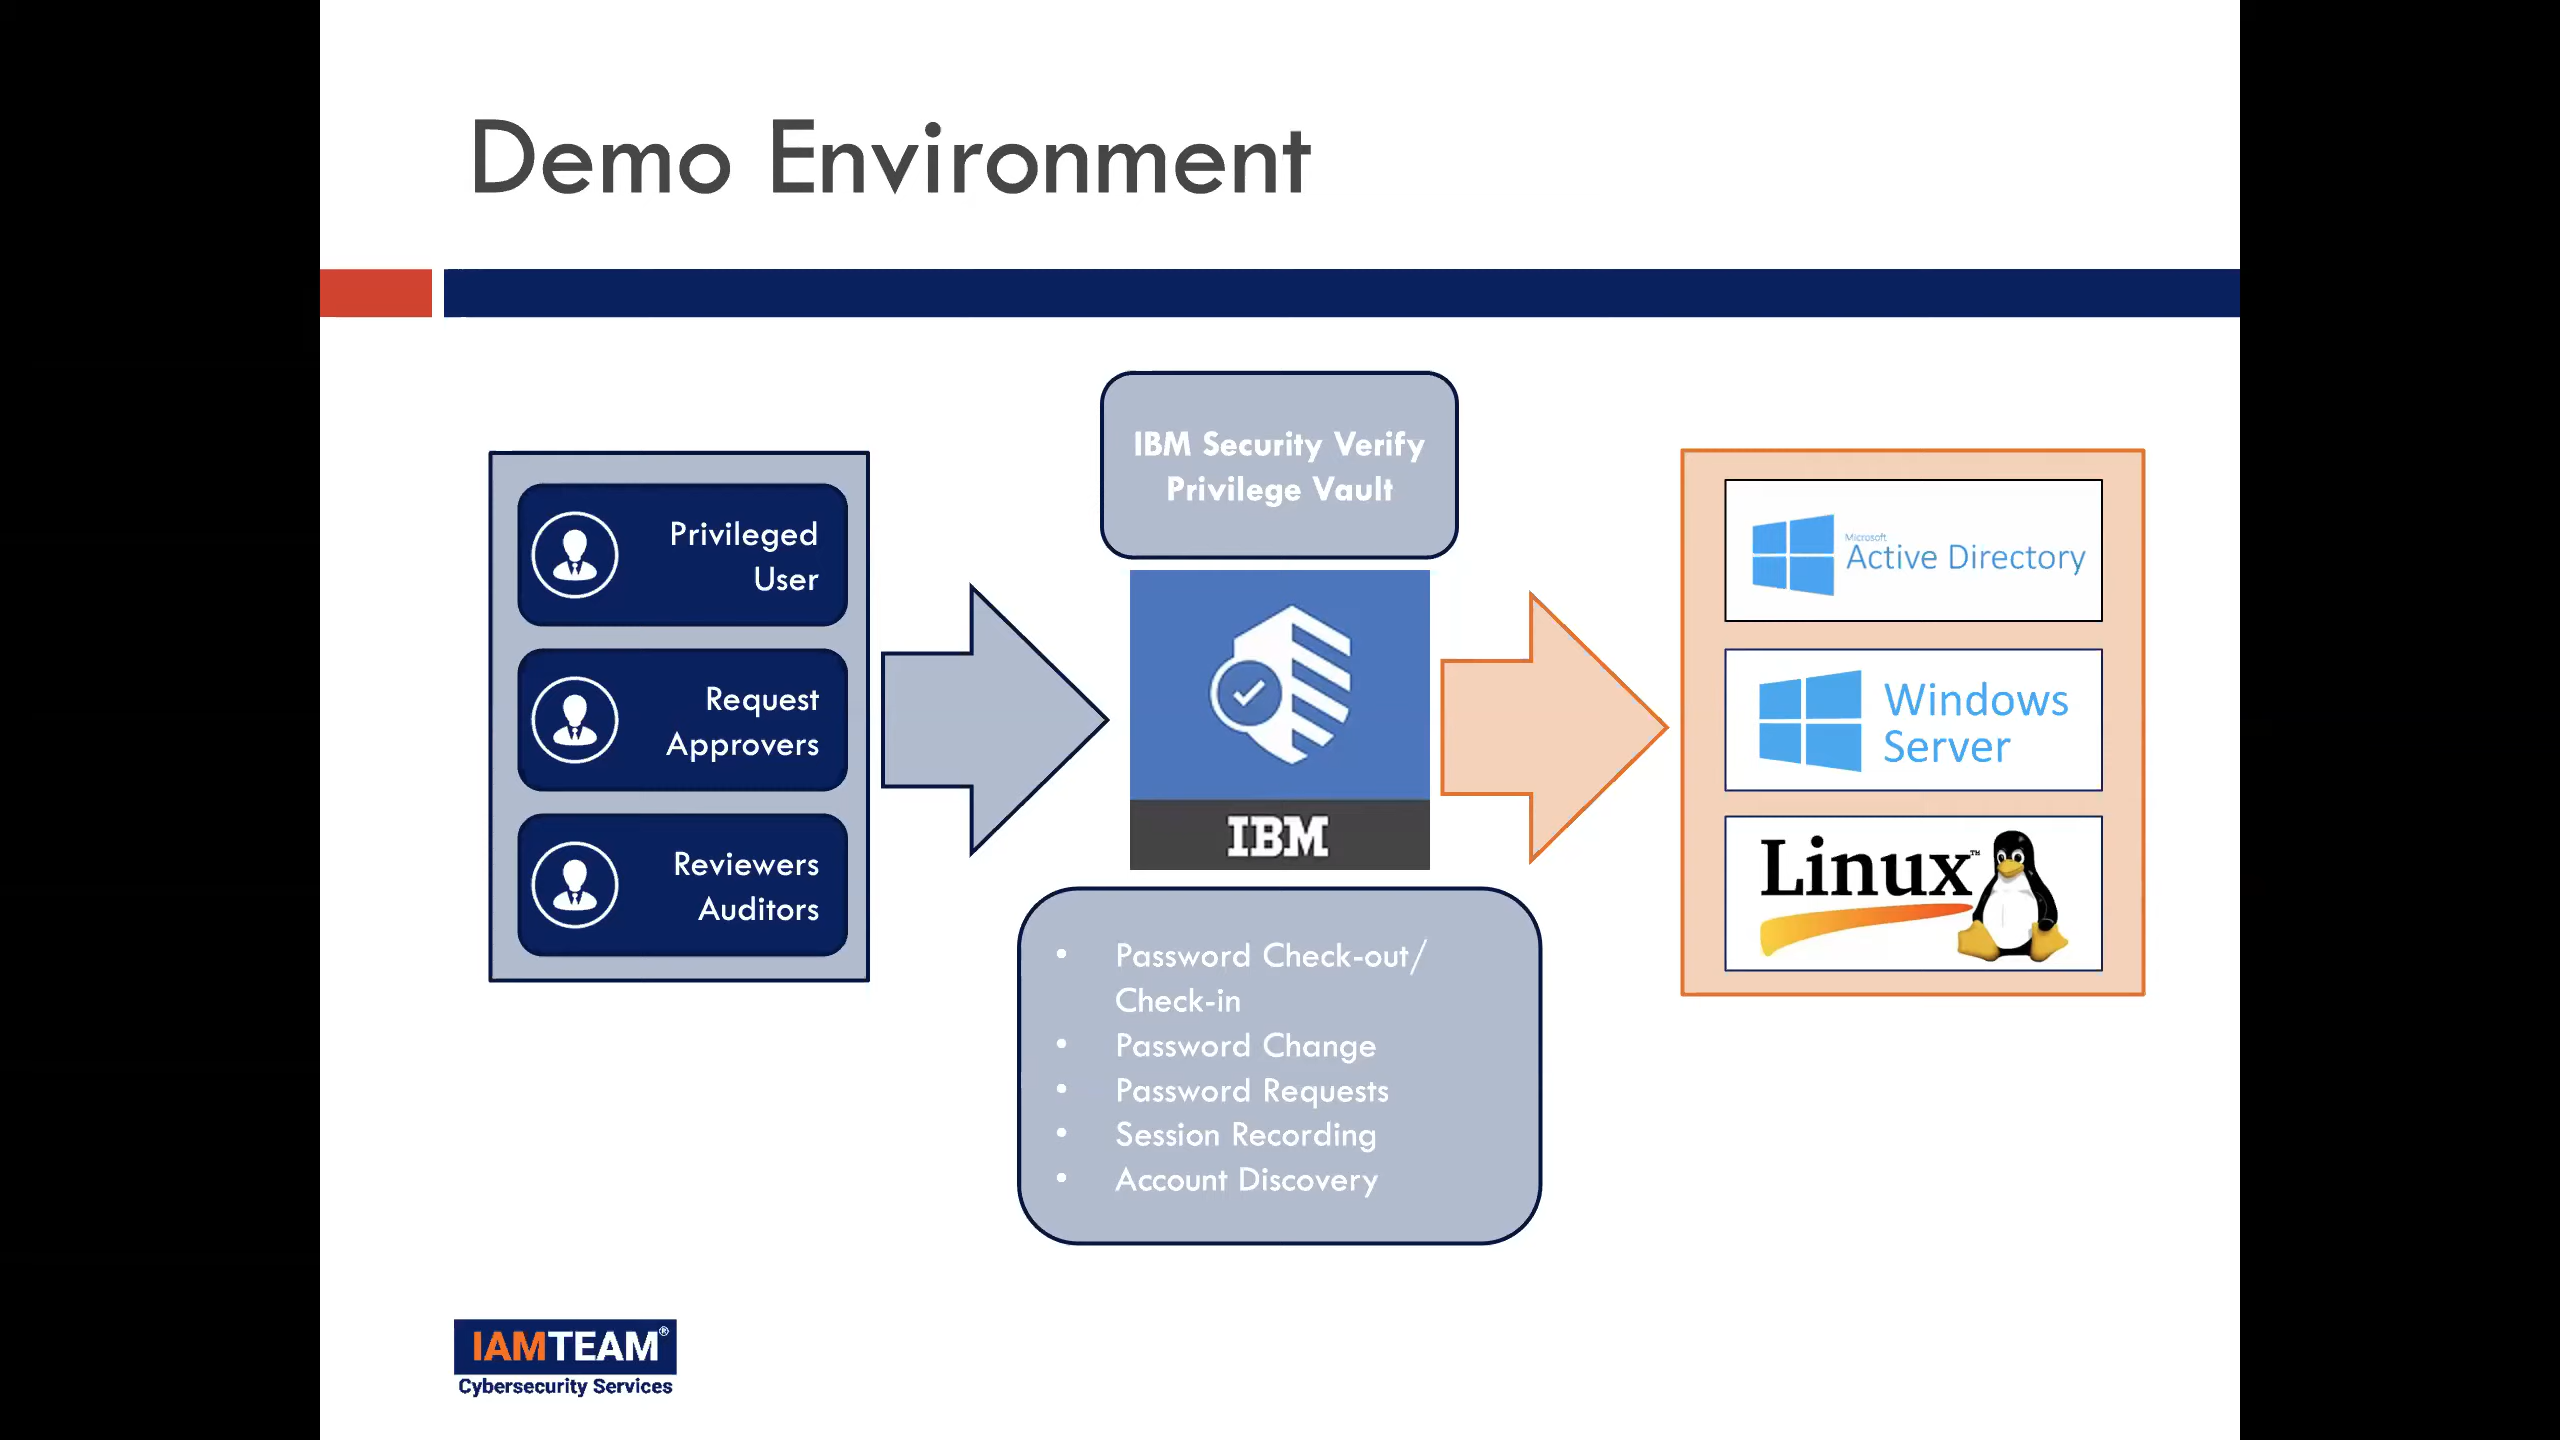 Demo Environment
IBM Security Verify
Privilege Vault
Privileged
User
Request
Approvers
Reviewers
Auditors
IBM
• Password Check-out/
Check-in
• Password Change
• Password Requests
• Session Recording
• Account Discovery
Microsoft
Active Directory
Windows
Server
Linux™
IAMTEAM®
Cybersecurity Services